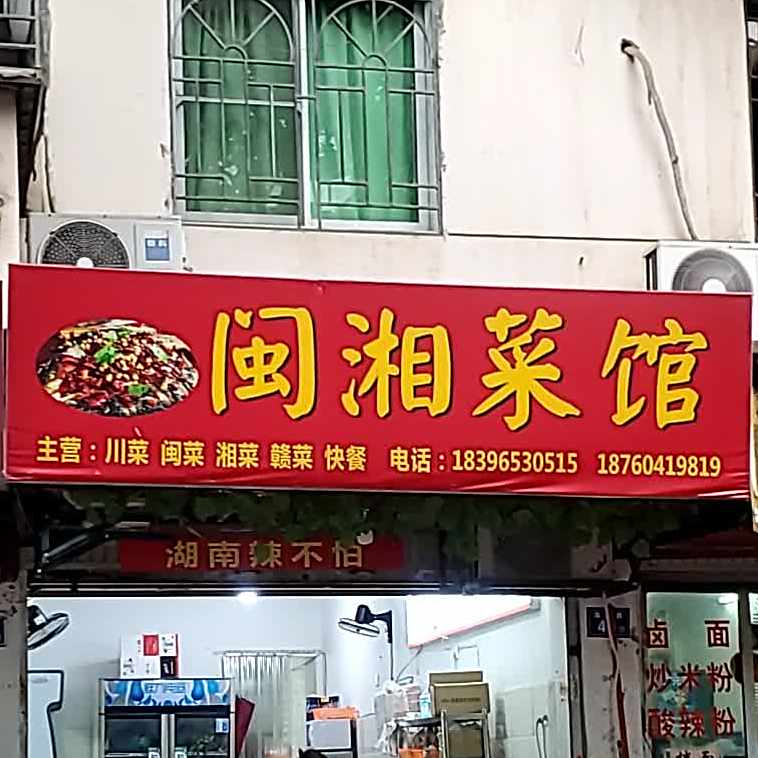 闽湘菜馆
主营：川菜 闽菜 湘菜 赣菜 快餐 电话：18396530515 18760419819
湖南辣不怕
卤面
炒米粉
酸辣粉